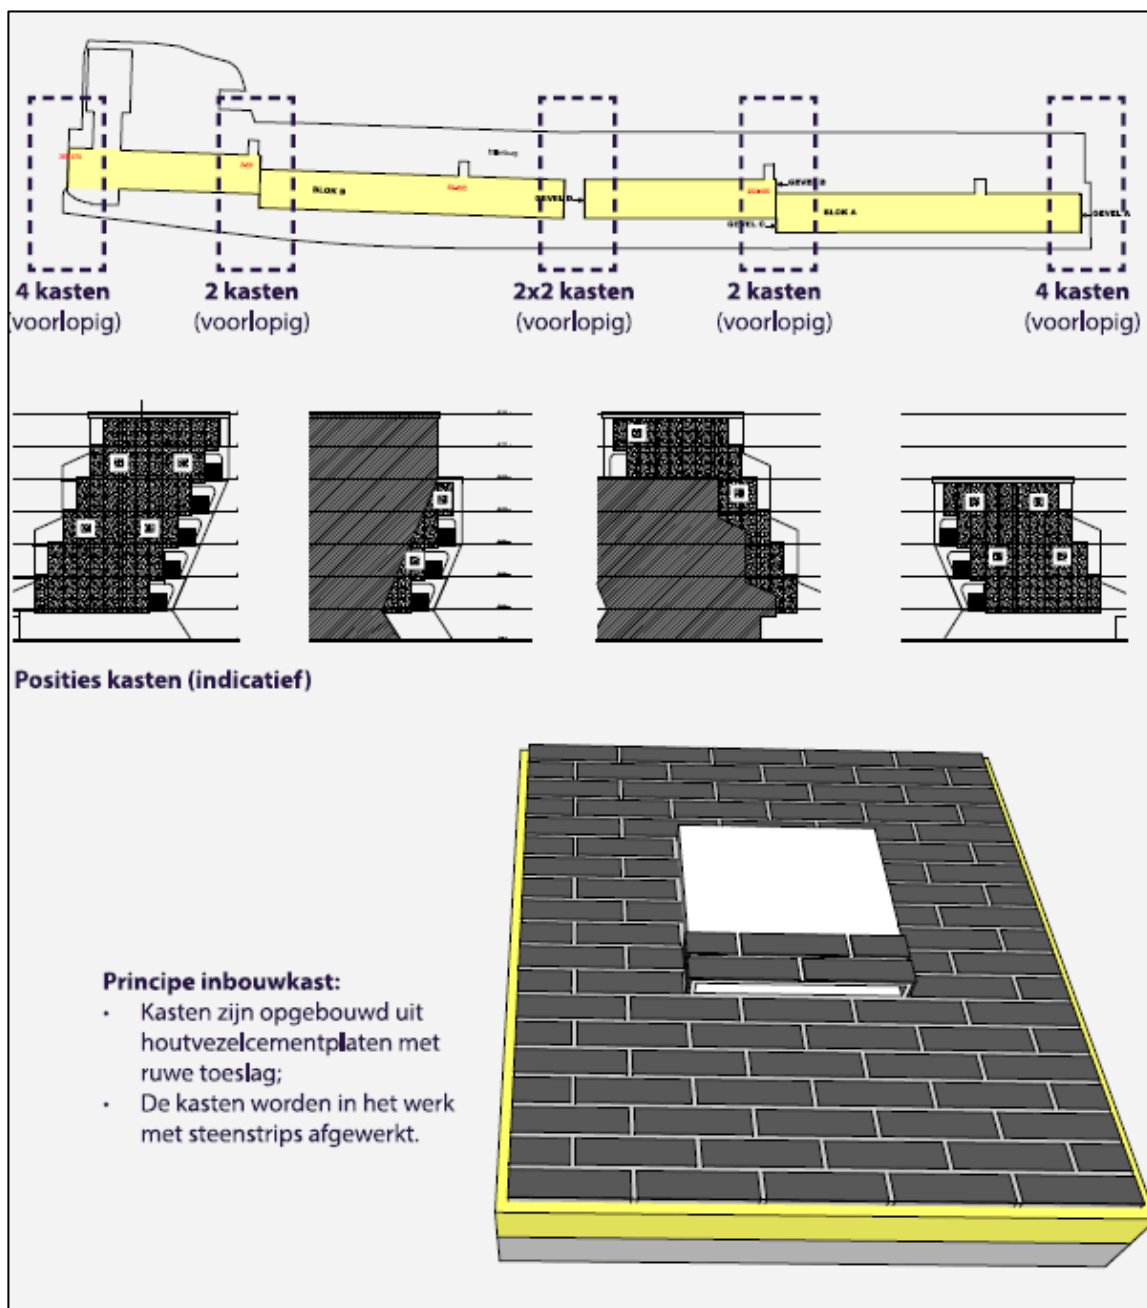 BLOK B
GEVEL D
GEVEL B
GEVEL C
BLOK A
GEVEL A
4 kasten
(voorlopig)
2 kasten
(voorlopig)
2x2 kasten
(voorlopig)
2 kasten
(voorlopig)
4 kasten
(voorlopig)
Posities kasten (indicatief)
Principe inbouwkast:
• Kasten zijn opgebouwd uit
houtvezelcementplaten met
ruwe toeslag;
• De kasten worden in het werk
met steenstrips afgewerkt.